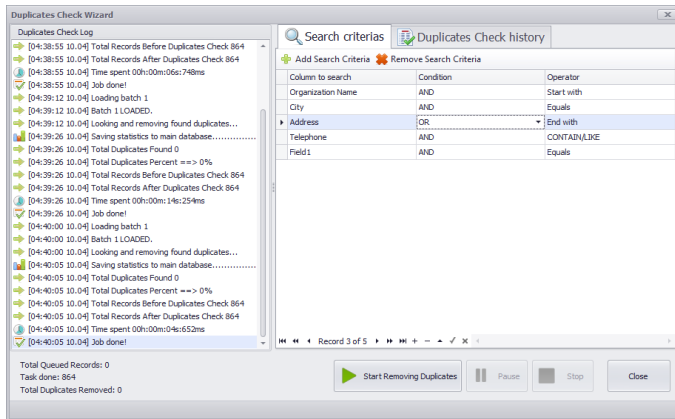 Duplicates Check Wizard
Duplicates Check Log
[04:38:55 10.04] Total Records Before Duplicates Check 864
[04:38:55 10.04] Total Records After Duplicates Check 864
[04:38:55 10.04] Time spent 00h:00m:06s:748ms
[04:38:55 10.04] Job done!
[04:39:12 10.04] Loading batch 1
[04:39:12 10.04] Batch 1 LOADED.
[04:39:12 10.04] Looking and removing found duplicates...
[04:39:26 10.04] Saving statistics to main database...............
[04:39:26 10.04] Total Duplicates Found 0
[04:39:26 10.04] Total Duplicates Percent ==> 0%
[04:39:26 10.04] Total Records Before Duplicates Check 864
[04:39:26 10.04] Total Records After Duplicates Check 864
[04:39:26 10.04] Time spent 00h:00m:14s:254ms
[04:39:26 10.04] Job done!
[04:40:00 10.04] Loading batch 1
[04:40:00 10.04] Batch 1 LOADED.
[04:40:00 10.04] Looking and removing found duplicates...
[04:40:05 10.04] Saving statistics to main database...............
[04:40:05 10.04] Total Duplicates Found 0
[04:40:05 10.04] Total Duplicates Percent ==> 0%
[04:40:05 10.04] Total Records Before Duplicates Check 864
[04:40:05 10.04] Total Records After Duplicates Check 864
[04:40:05 10.04] Time spent 00h:00m:04s:652ms
[04:40:05 10.04] Job done!
Search criterias Duplicates Check history
Add Search Criteria Remove Search Criteria
Column to search Condition Operator
Organization Name AND Start with
City AND Equals
Address OR End with
Telephone AND CONTAIN/LIKE
Field1 AND Equals
Record 3 of 5
Total Queued Records: 0
Task done: 864
Total Duplicates Removed: 0
Start Removing Duplicates Pause Stop Close